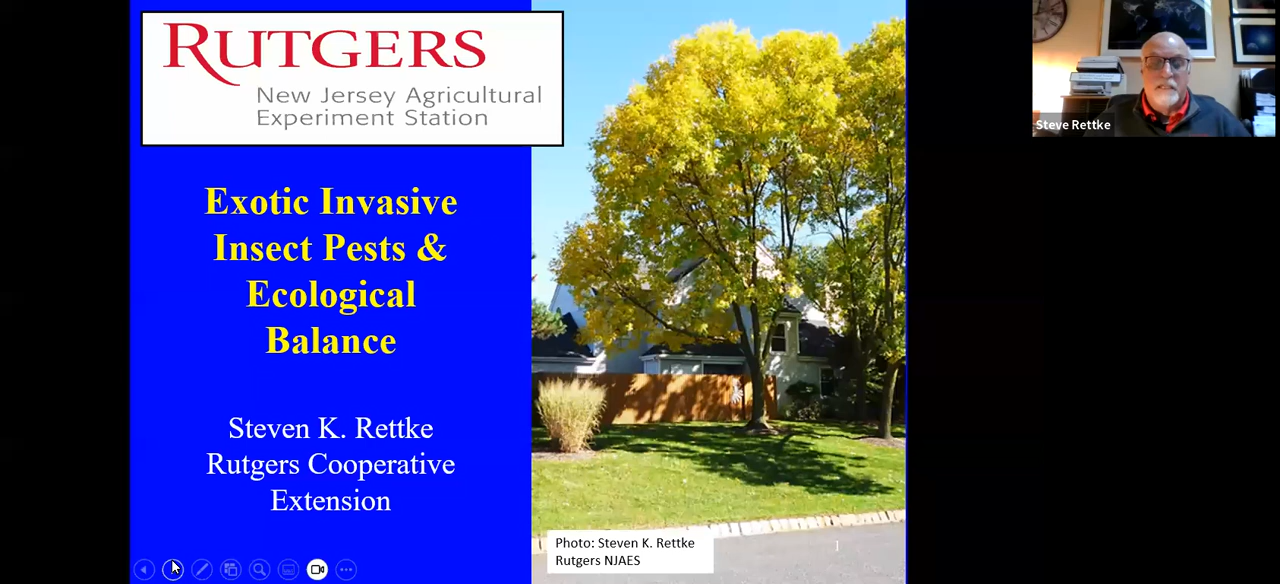 RUTGERS
New Jersey Agricultural
Experiment Station
Exotic Invasive
Insect Pests &
Ecological
Balance
Steven K. Rettke
Rutgers Cooperative
Extension
Photo: Steven K. Rettke
Rutgers NJAES
1
Steve Rettke